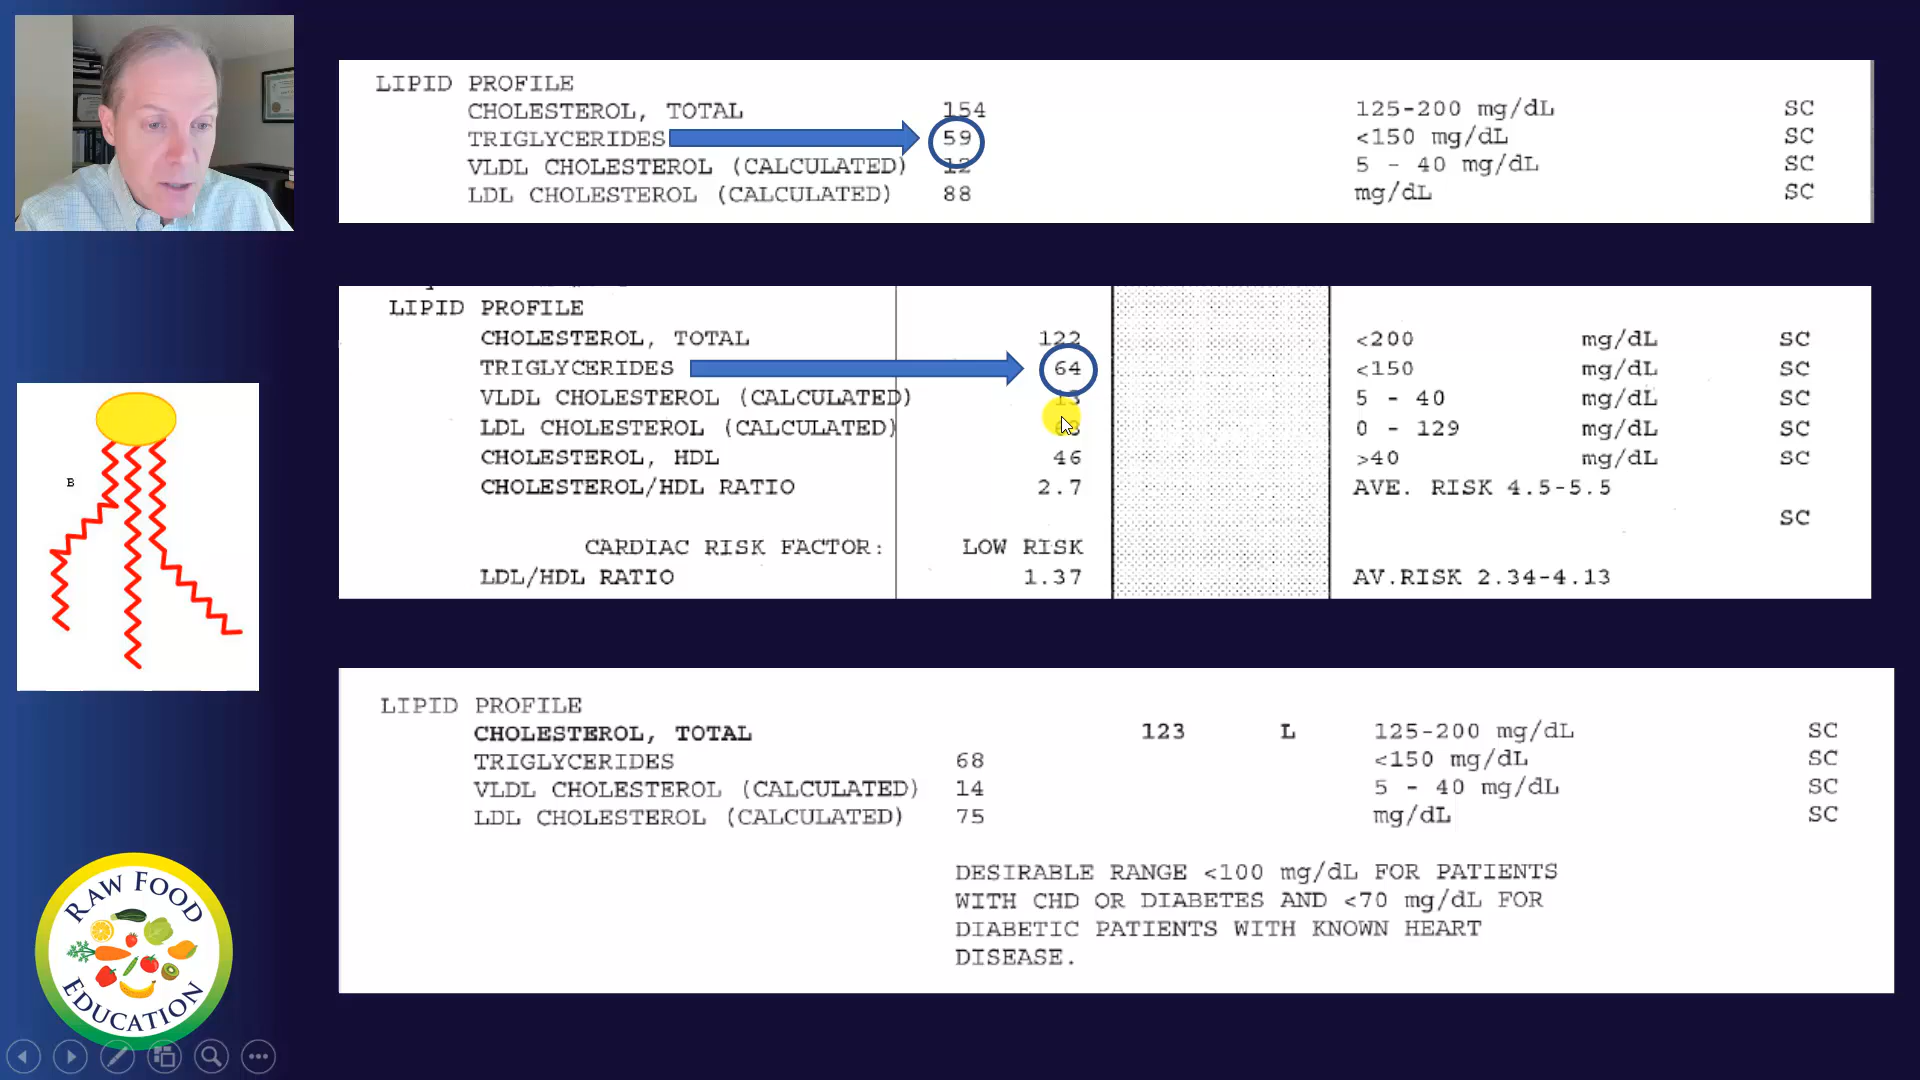 LIPID PROFILE
CHOLESTEROL, TOTAL 154 125-200 mg/dL SC
TRIGLYCERIDES 59 <150 mg/dL SC
VLDL CHOLESTEROL (CALCULATED) 12 5 - 40 mg/dL SC
LDL CHOLESTEROL (CALCULATED) 88 mg/dL SC
LIPID PROFILE
CHOLESTEROL, TOTAL 122 <200 mg/dL SC
TRIGLYCERIDES 64 <150 mg/dL SC
VLDL CHOLESTEROL (CALCULATED) 13 5 - 40 mg/dL SC
LDL CHOLESTEROL (CALCULATED) 0 - 129 mg/dL SC
CHOLESTEROL, HDL 46 >40 mg/dL SC
CHOLESTEROL/HDL RATIO 2.7 AVE. RISK 4.5-5.5
SC
CARDIAC RISK FACTOR: LOW RISK
LDL/HDL RATIO 1.37 AV.RISK 2.34-4.13
B
LIPID PROFILE
CHOLESTEROL, TOTAL 123 L 125-200 mg/dL SC
TRIGLYCERIDES 68 <150 mg/dL SC
VLDL CHOLESTEROL (CALCULATED) 14 5 - 40 mg/dL SC
LDL CHOLESTEROL (CALCULATED) 75 mg/dL SC
DESIRABLE RANGE <100 mg/dL FOR PATIENTS
WITH CHD OR DIABETES AND <70 mg/dL FOR
DIABETIC PATIENTS WITH KNOWN HEART
DISEASE.
RAW FOOD
EDUCATION